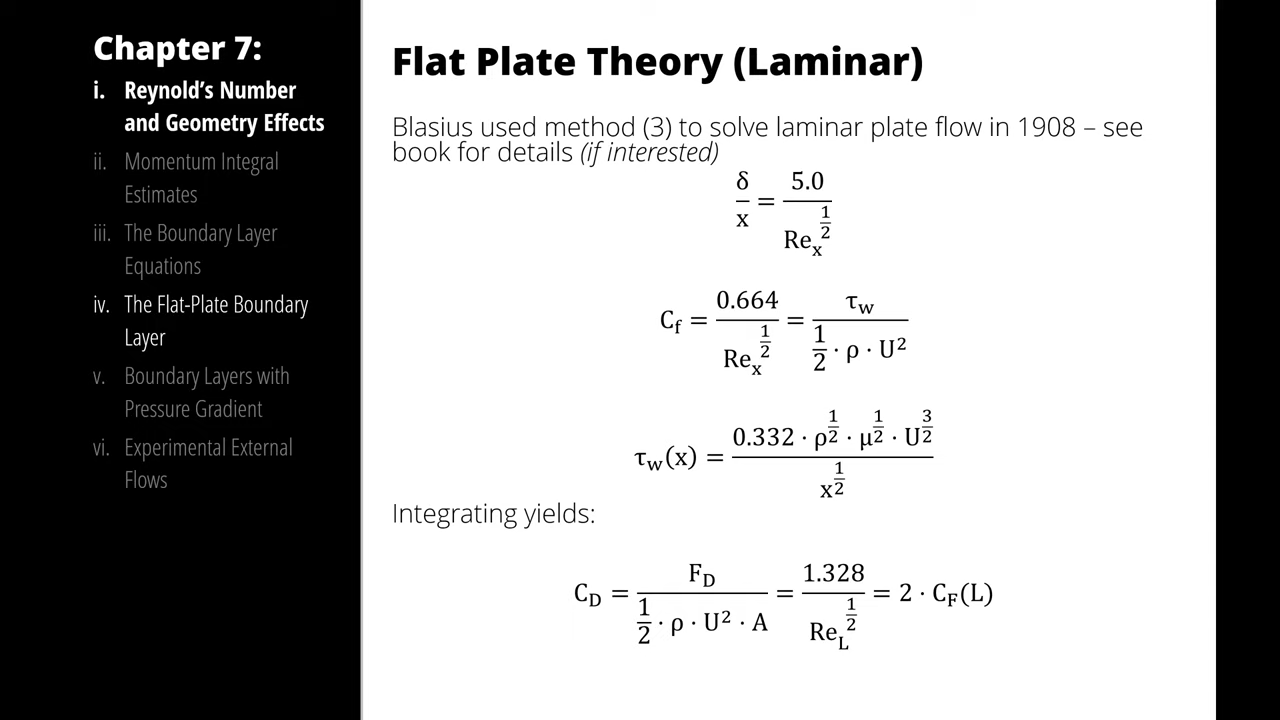 Chapter 7:
i. Reynold's Number
and Geometry Effects
ii. Momentum Integral
Estimates
iii. The Boundary Layer
Equations
iv. The Flat-Plate Boundary
Layer
v. Boundary Layers with
Pressure Gradient
vi. Experimental External
Flows
Flat Plate Theory (Laminar)
Blasius used method (3) to solve laminar plate flow in 1908 – see
book for details (if interested)
δ/x = 5.0/Re_x^(1/2)
C_f = 0.664/Re_x^(1/2) = τ_w/(1/2 · ρ · U²)
τ_w(x) = (0.332 · ρ^(1/2) · μ^(1/2) · U^(3/2))/x^(1/2)
Integrating yields:
C_D = F_D/(1/2 · ρ · U² · A) = 1.328/Re_L^(1/2) = 2 · C_F(L)